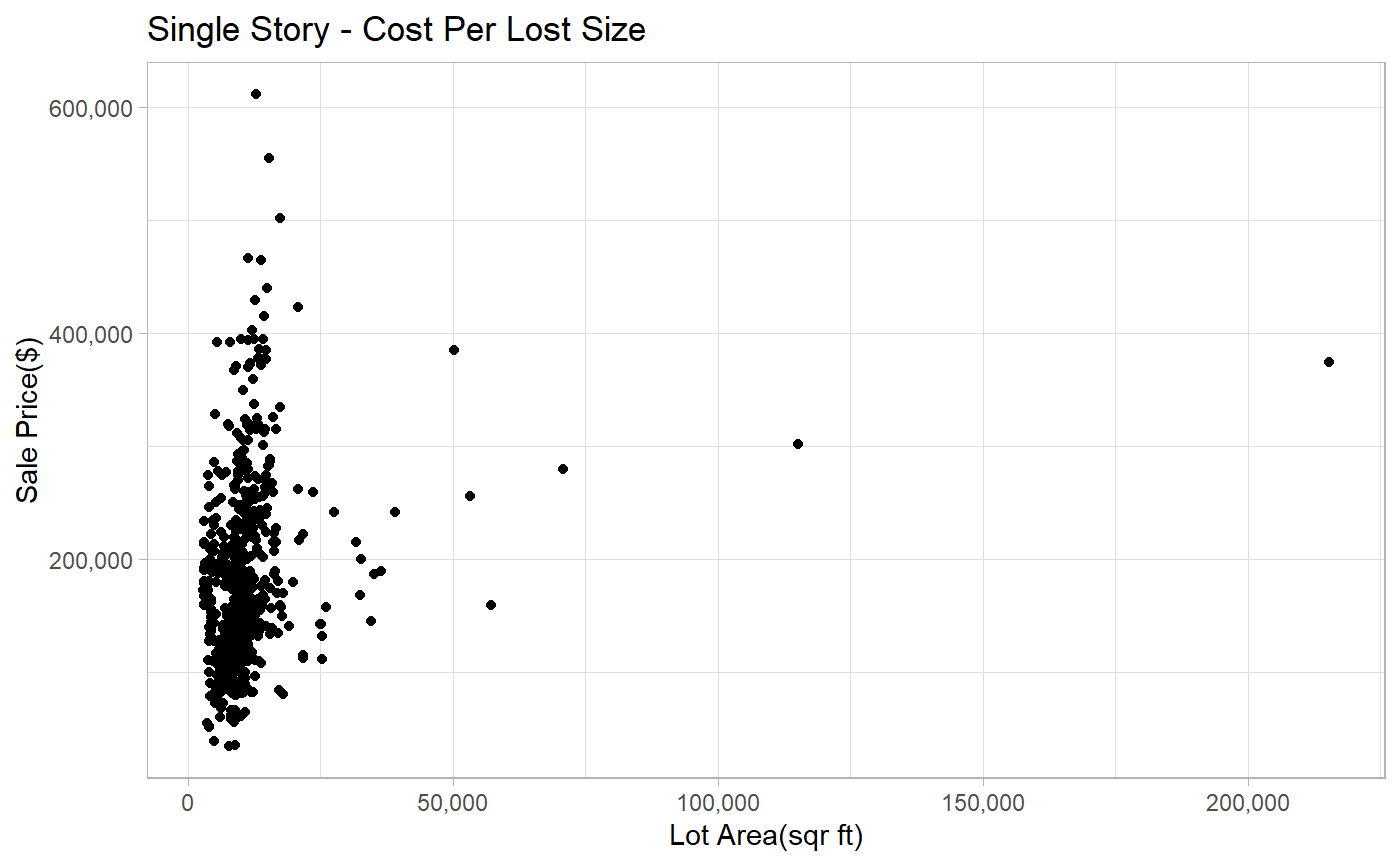 Single Story - Cost Per Lost Size
600,000
400,000
200,000
Sale Price($)
0 50,000 100,000 150,000 200,000
Lot Area(sqr ft)